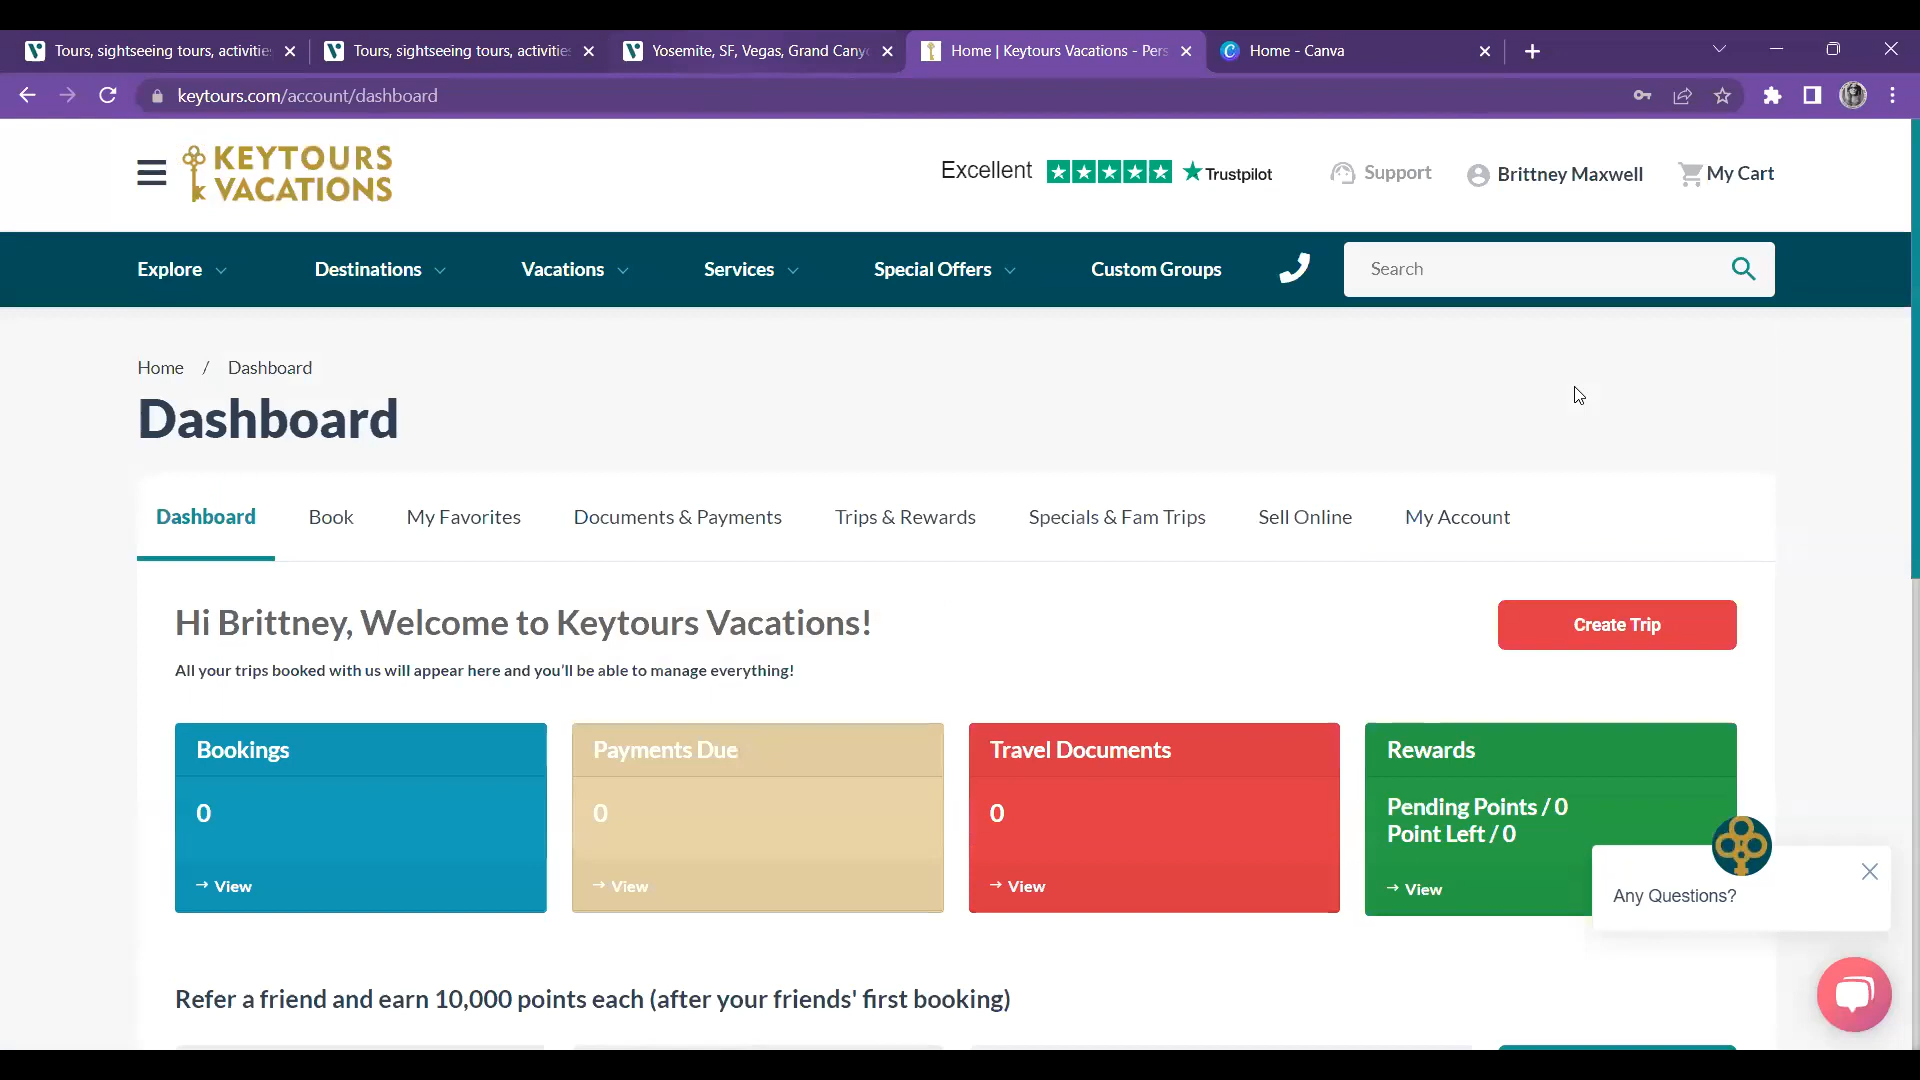 Tours, sightseeing tours, activitie
Tours, sightseeing tours, activitie
Yosemite, SF, Vegas, Grand Cany
Home | Keytours Vacations - Pers
Home - Canva
keytours.com/account/dashboard
KEYTOURS
VACATIONS
Excellent
Trustpilot
Support
Brittney Maxwell
My Cart
Explore
Destinations
Vacations
Services
Special Offers
Custom Groups
Search
Home / Dashboard
Dashboard
Dashboard
Book
My Favorites
Documents & Payments
Trips & Rewards
Specials & Fam Trips
Sell Online
My Account
Hi Brittney, Welcome to Keytours Vacations!
Create Trip
All your trips booked with us will appear here and you'll be able to manage everything!
Bookings
0
→ View
Payments Due
0
→ View
Travel Documents
0
→ View
Rewards
Pending Points / 0
Point Left / 0
→ View
Any Questions?
Refer a friend and earn 10,000 points each (after your friends' first booking)